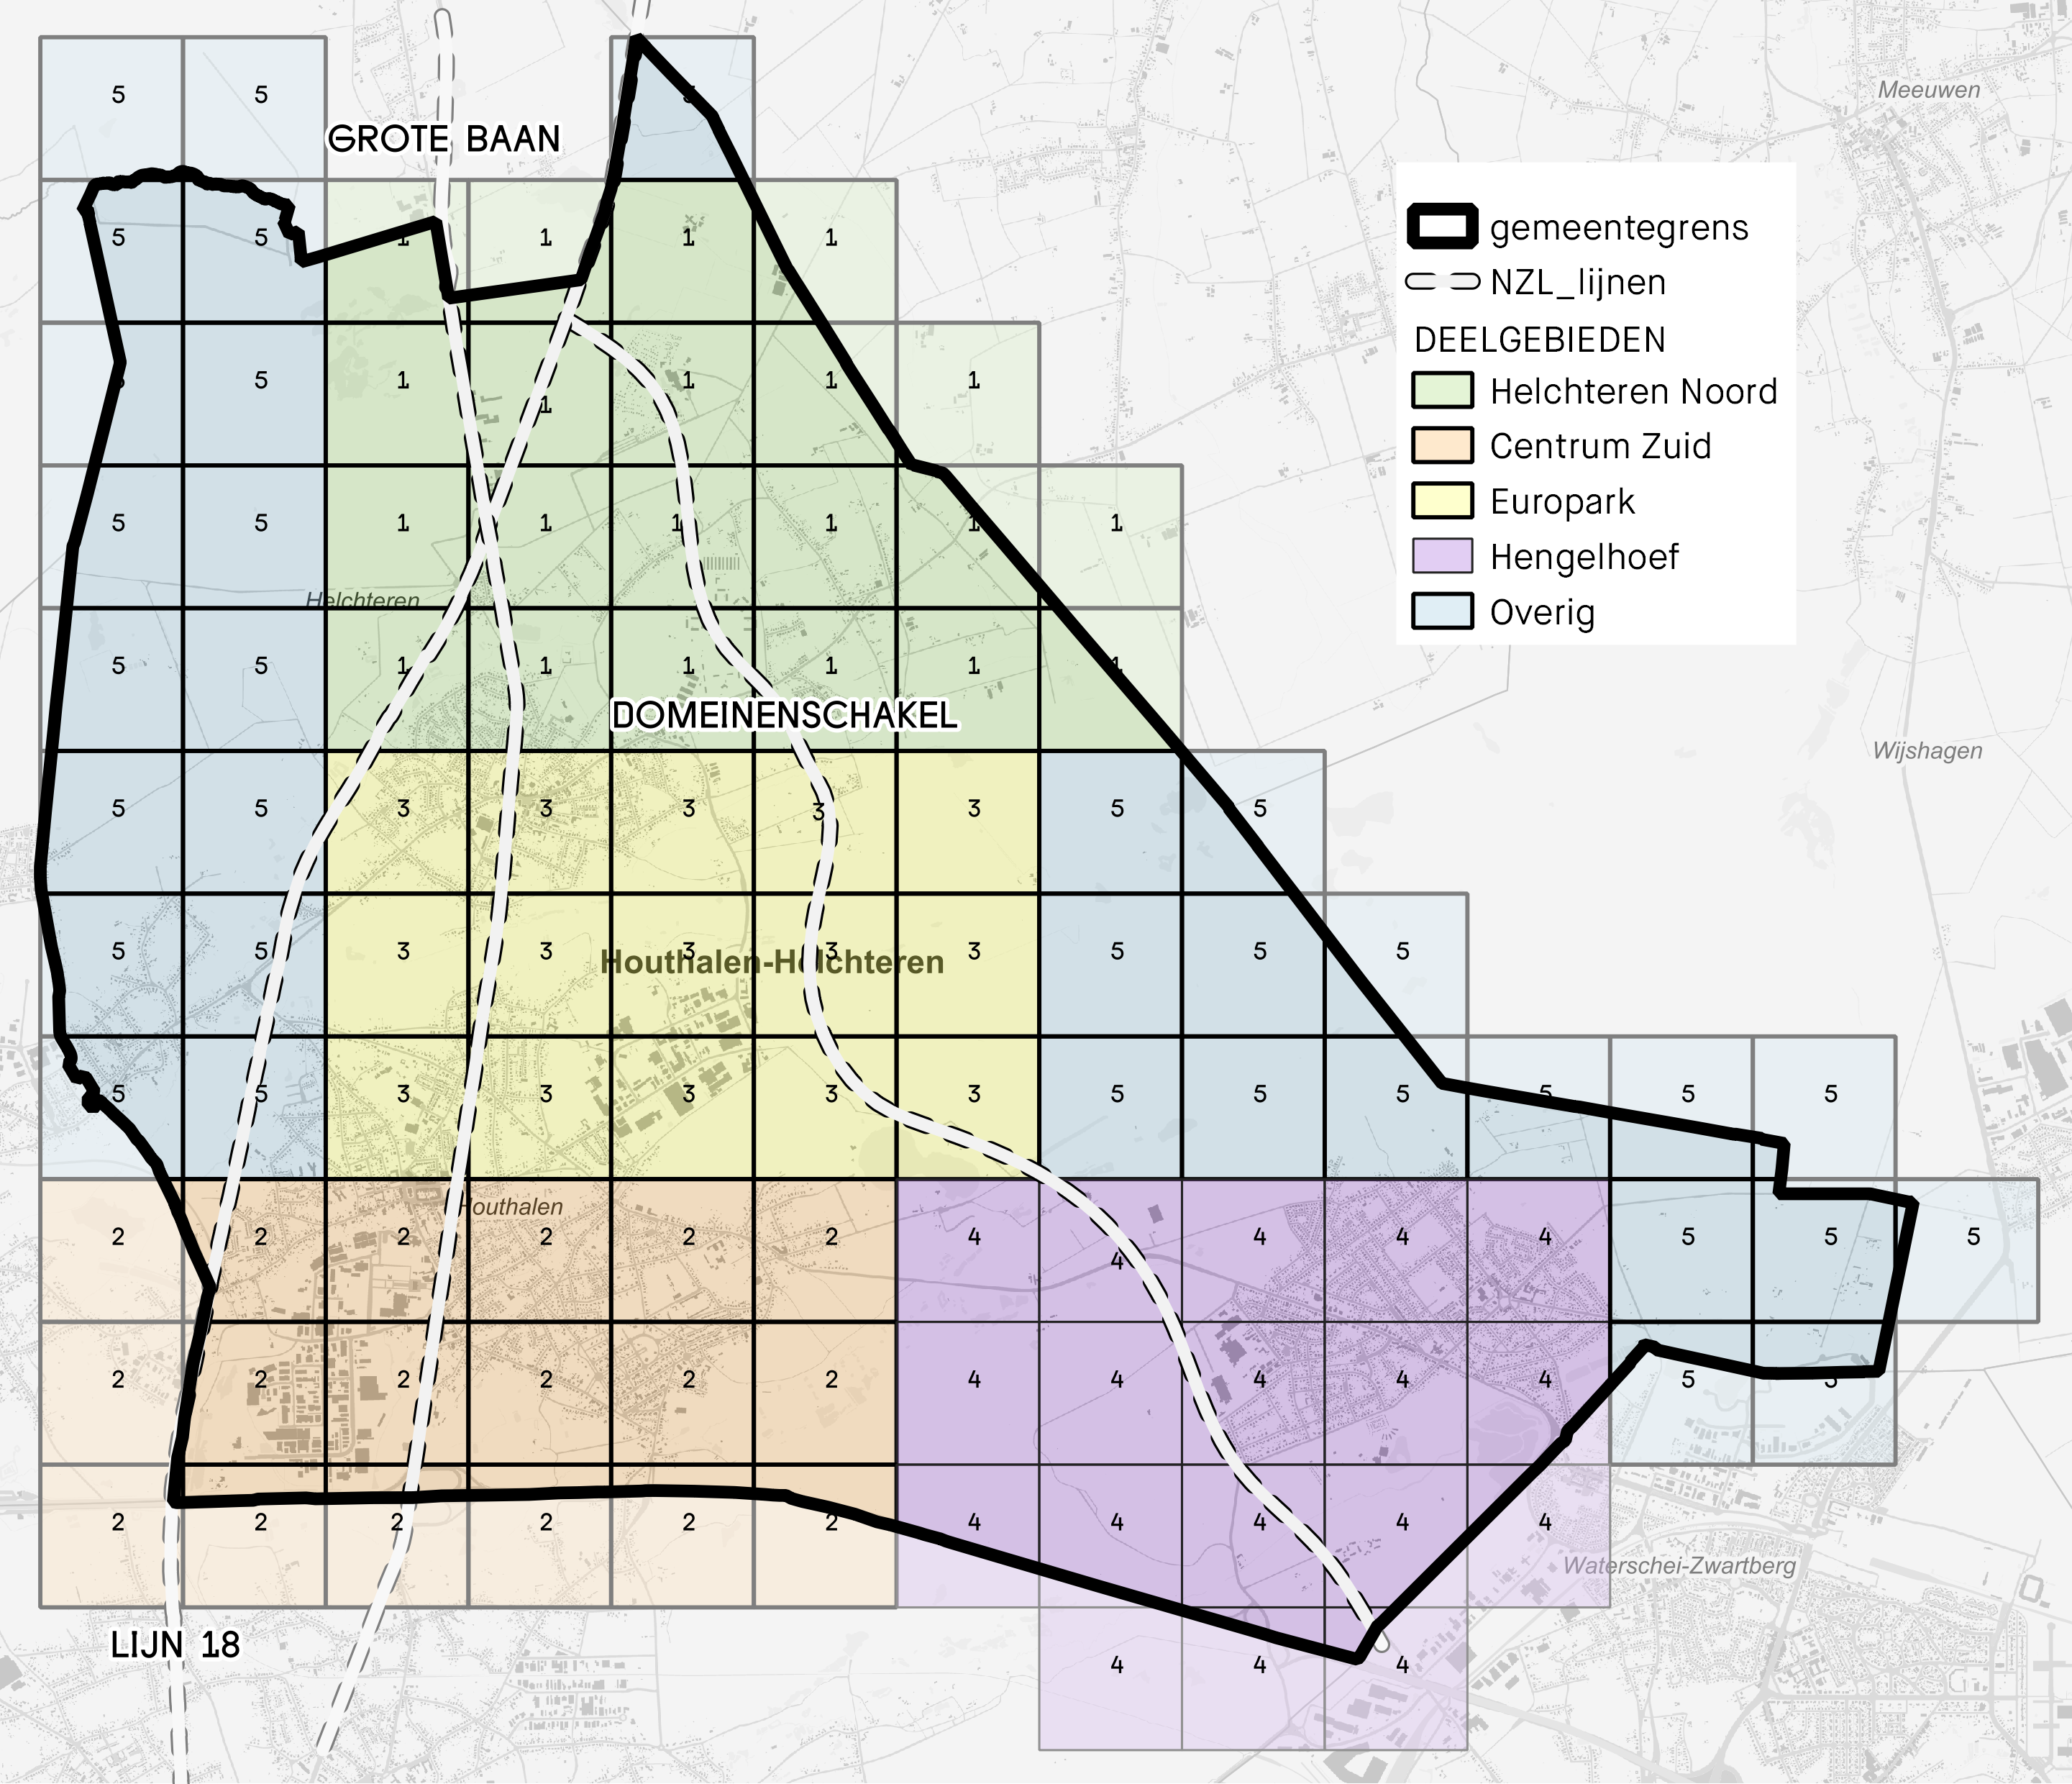 5 5 5
Meeuwen
GROTE BAAN
5 5 1 1 1 1
gemeentegrens
NZL_lijnen
DEELGEBIEDEN
Helchteren Noord
Centrum Zuid
Europark
Hengelhoef
Overig
5 5 1 1 1 1 1
5 5 1 1 1 1 1 1
Helchteren
5 5 1 1 1 1 1 1
DOMEINENSCHAKEL
Wijshagen
5 5 3 3 3 3 3 5 5
5 5 3 3 3 3 3 5 5 5
Houthalen-Helchteren
5 5 3 3 3 3 3 5 5 5 5 5 5
Houthalen
2 2 2 2 2 2 4 4 4 4 4 5 5 5
2 2 2 2 2 2 4 4 4 4 4 5 5
2 2 2 2 2 2 4 4 4 4 4
Waterschei-Zwartberg
LIJN 18
4 4 4